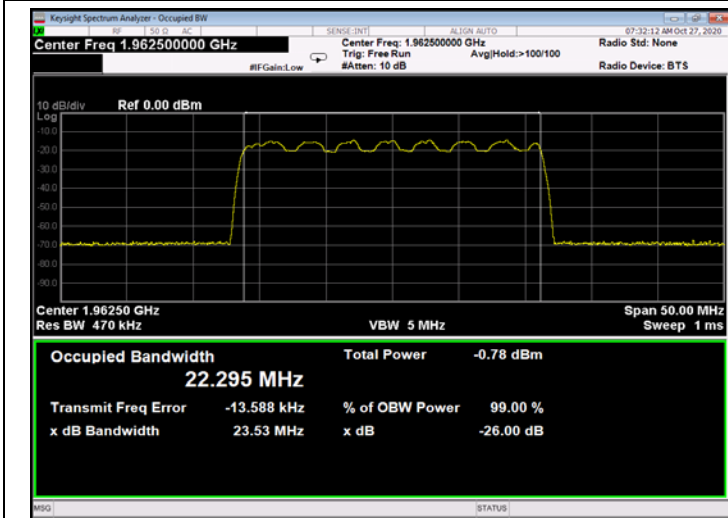 Keysight Spectrum Analyzer - Occupied BW
RF 50 Ω AC SENSE:INT ALIGN AUTO 07:32:12 AM Oct 27, 2020
Center Freq 1.962500000 GHz Center Freq: 1.962500000 GHz Radio Std: None
Trig: Free Run Avg|Hold:>100/100
#IFGain:Low #Atten: 10 dB Radio Device: BTS
10 dB/div Ref 0.00 dBm
Log
-10.0
-20.0
-30.0
-40.0
-50.0
-60.0
-70.0
-80.0
-90.0
Center 1.96250 GHz Span 50.00 MHz
Res BW 470 kHz VBW 5 MHz Sweep 1 ms
Occupied Bandwidth Total Power -0.78 dBm
22.295 MHz
Transmit Freq Error -13.588 kHz % of OBW Power 99.00 %
x dB Bandwidth 23.53 MHz x dB -26.00 dB
MSG STATUS